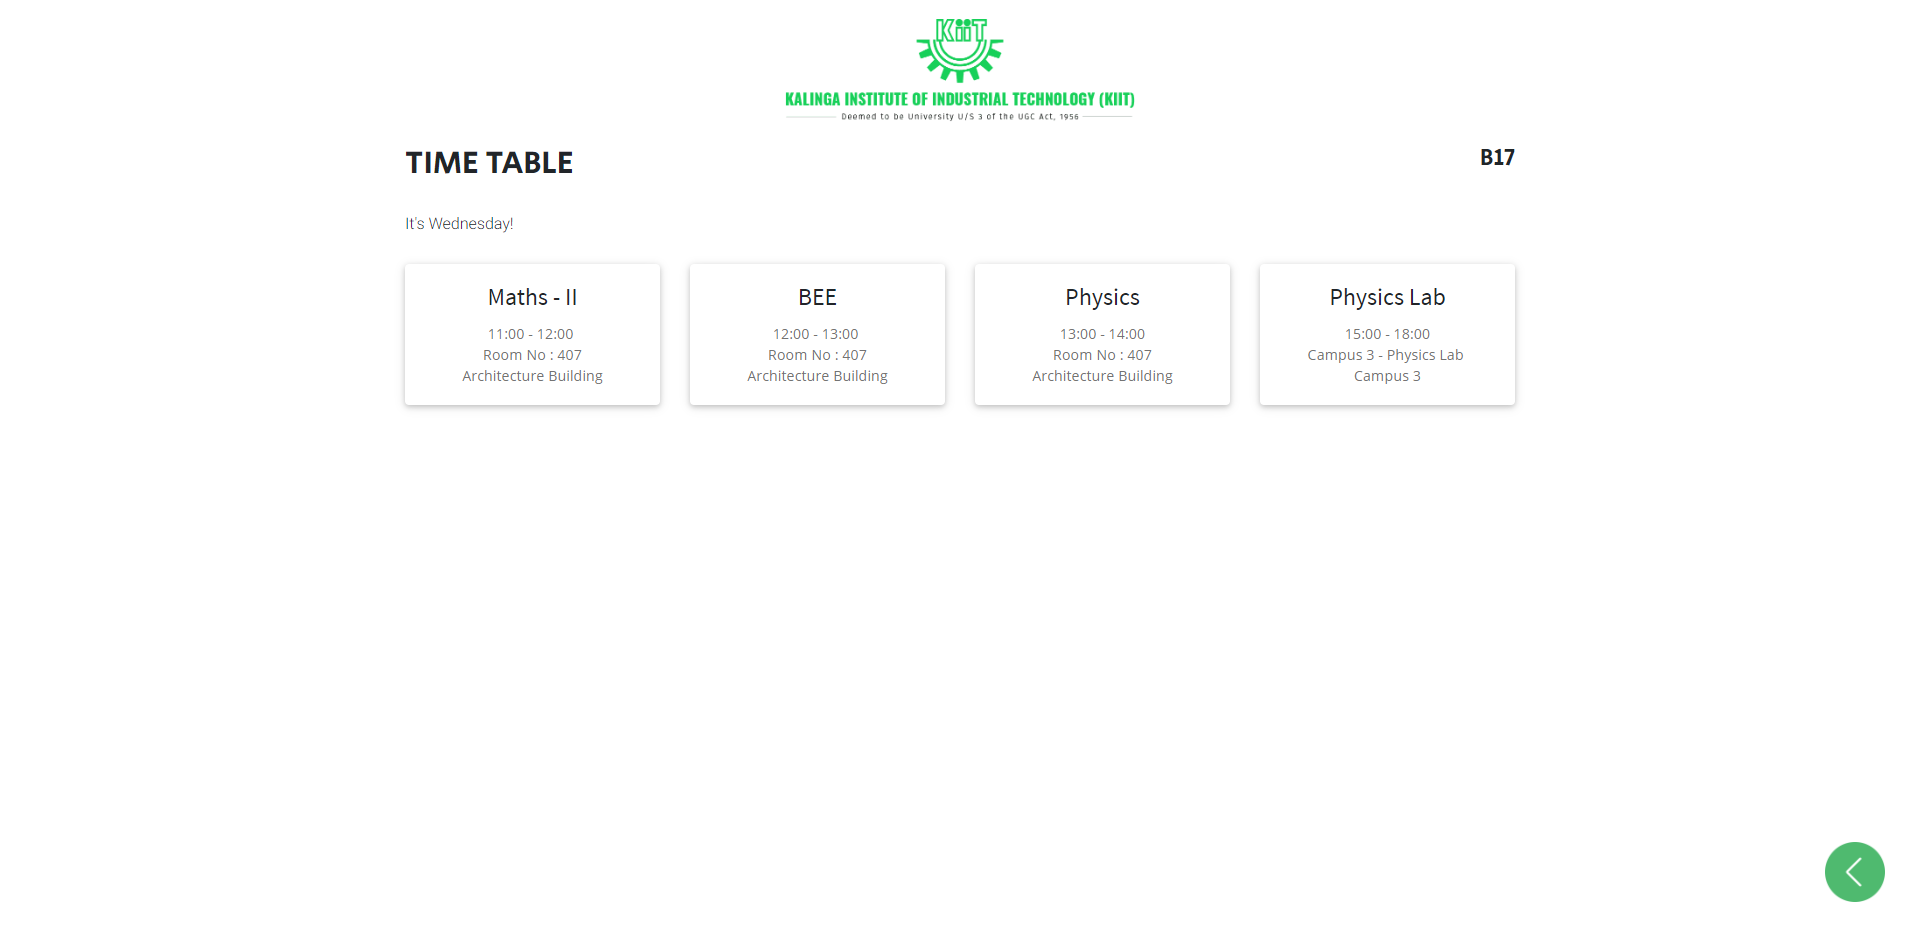 KiiT
KALINGA INSTITUTE OF INDUSTRIAL TECHNOLOGY (KIIT)
Deemed to be University U/S 3 of the UGC Act, 1956
TIME TABLE
B17
It's Wednesday!
Maths - II
11:00 - 12:00
Room No : 407
Architecture Building
BEE
12:00 - 13:00
Room No : 407
Architecture Building
Physics
13:00 - 14:00
Room No : 407
Architecture Building
Physics Lab
15:00 - 18:00
Campus 3 - Physics Lab
Campus 3